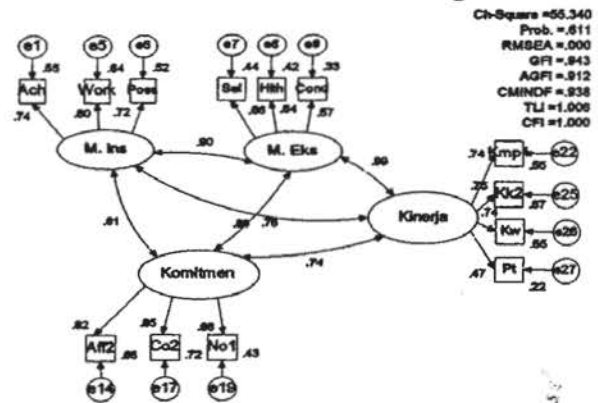 Ch-Square =55.340
Prob. =.611
RMSEA =.000
GFI =.943
AGFI =.912
CMINDF =.938
TLI =1.006
CFI =1.000
e1 e5 e6 e7 e8 e9
.55 .64 .52 .44 .42 .33
Ach Work Poss Sel Hlth Cond
.74 .80 .72 .66 .64 .57
M. Ins .90 M. Eks
.89
.74 Kmp .55 e22
.75 Kk2 .57 e25
.74 Kw .55 e26
.47 Pt .22 e27
Kinerja
.81 .76
.74
Komitmen
.82 .85 .66
Aff2 .66 Co2 .72 No1 .43
e14 e17 e19